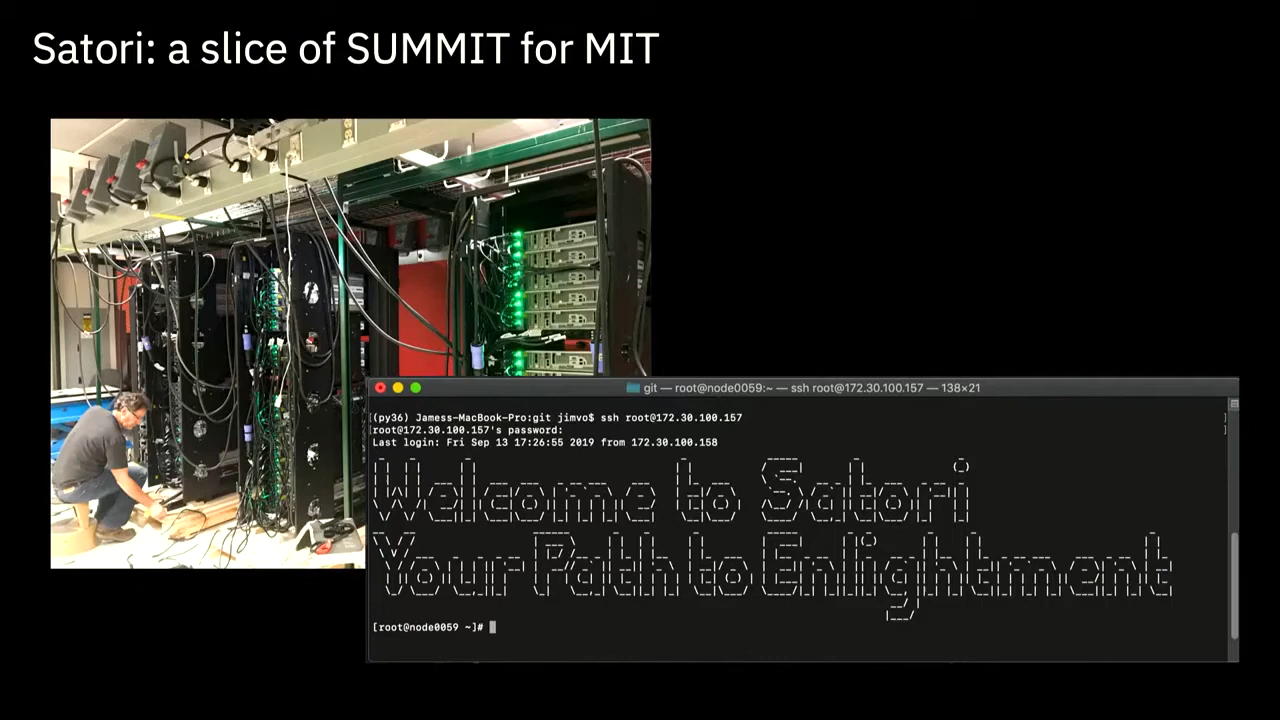 Satori: a slice of SUMMIT for MIT
git — root@node0059:~ — ssh root@172.30.100.157 — 138×21
(py36) Jamess-MacBook-Pro:git jimvo$ ssh root@172.30.100.157
root@172.30.100.157's password:
Last login: Fri Sep 13 17:26:55 2019 from 172.30.100.158
Welcome to Satori
Your Path to Enlightment
[root@node0059 ~]#